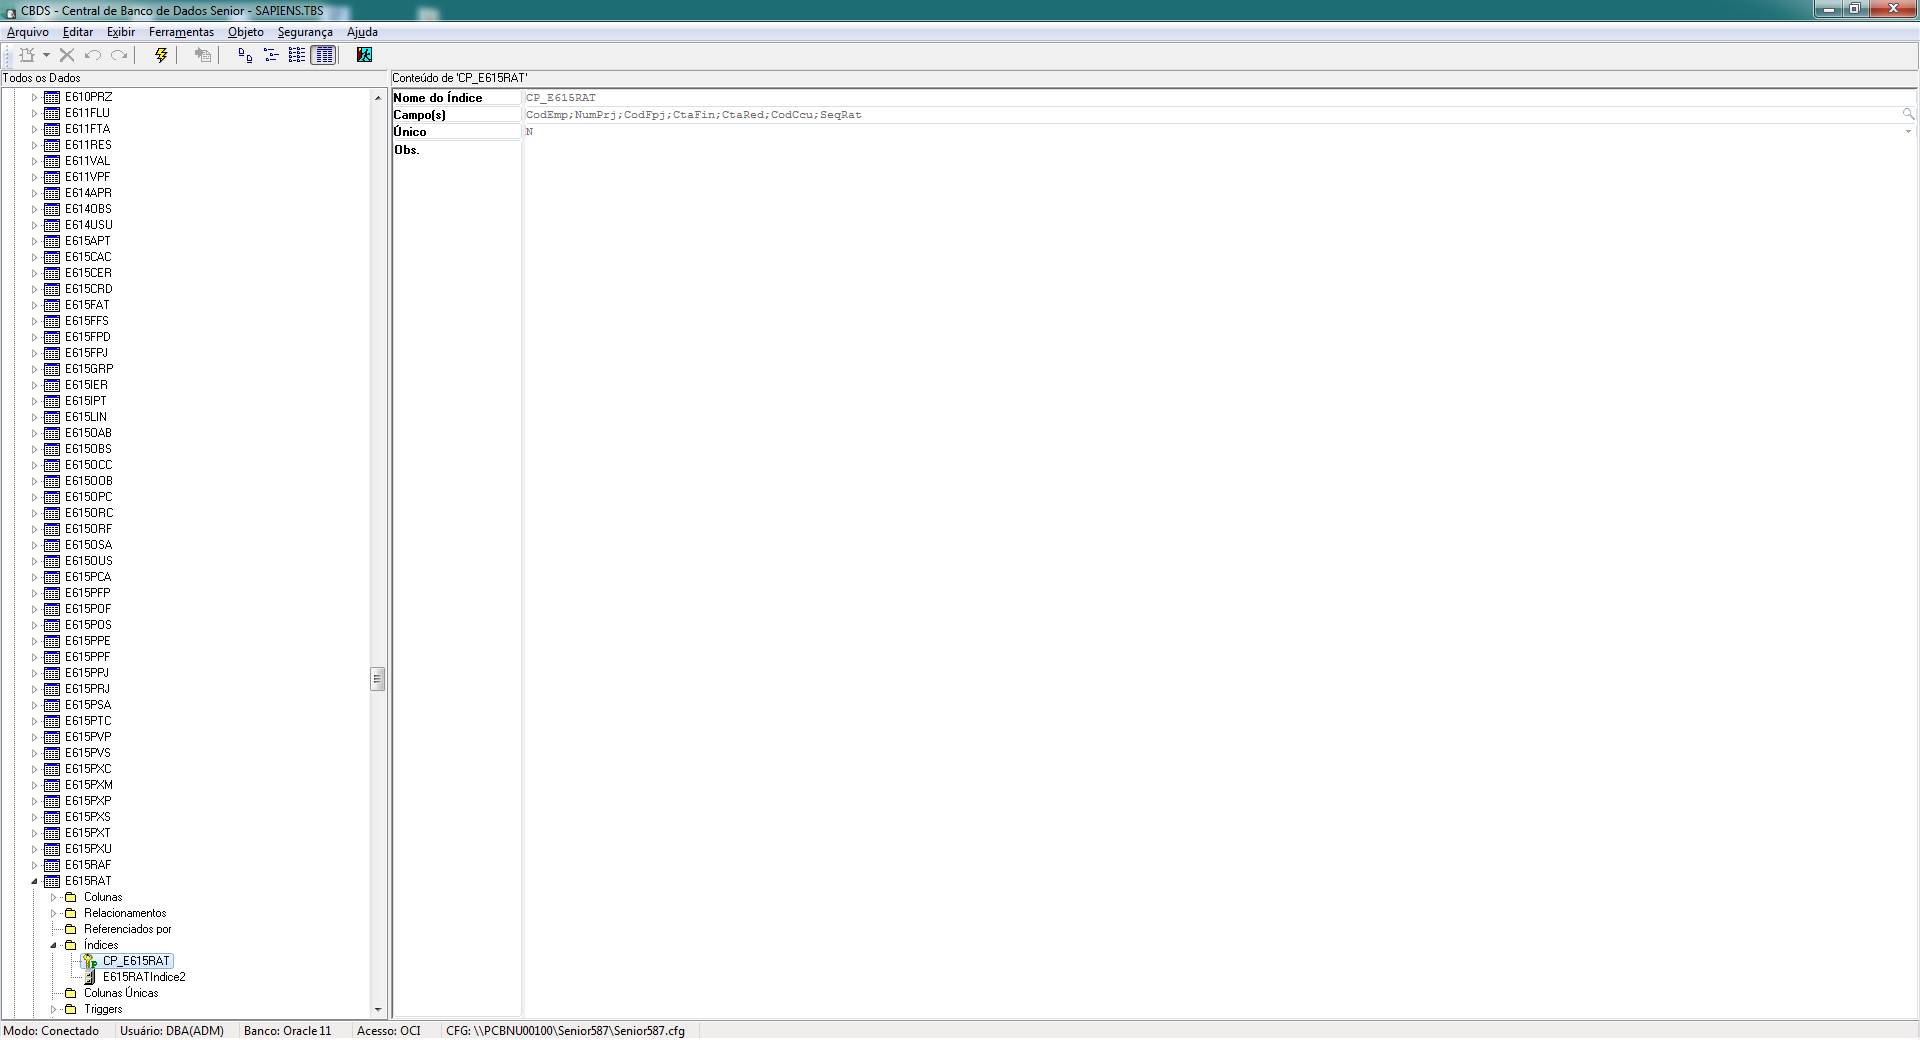 CBDS - Central de Banco de Dados Senior - SAPIENS.TBS
Arquivo Editar Exibir Ferramentas Objeto Segurança Ajuda
Todos os Dados
E610PRZ
E611FLU
E611FTA
E611RES
E611VAL
E611VPF
E614APR
E614OBS
E614USU
E615APT
E615CAC
E615CER
E615CRD
E615FAT
E615FFS
E615FPD
E615FPJ
E615GRP
E615IER
E615IPT
E615LIN
E615OAB
E615OBS
E615OCC
E615OOB
E615OPC
E615ORC
E615ORF
E615OSA
E615OUS
E615PCA
E615PFP
E615POF
E615POS
E615PPE
E615PPF
E615PPJ
E615PRJ
E615PSA
E615PTC
E615PVP
E615PVS
E615PXC
E615PXM
E615PXP
E615PXS
E615PXT
E615PXU
E615RAF
E615RAT
Colunas
Relacionamentos
Referenciados por
Índices
CP_E615RAT
E615RATIndice2
Colunas Únicas
Triggers
Conteúdo de 'CP_E615RAT'
Nome do Índice CP_E615RAT
Campo(s) CodEmp;NumPrj;CodFpj;CtaFin;CtaRed;CodCcu;SeqRat
Único N
Obs.
Modo: Conectado Usuário: DBA(ADM) Banco: Oracle 11 Acesso: OCI CFG: \\PCBNU00100\Senior587\Senior587.cfg